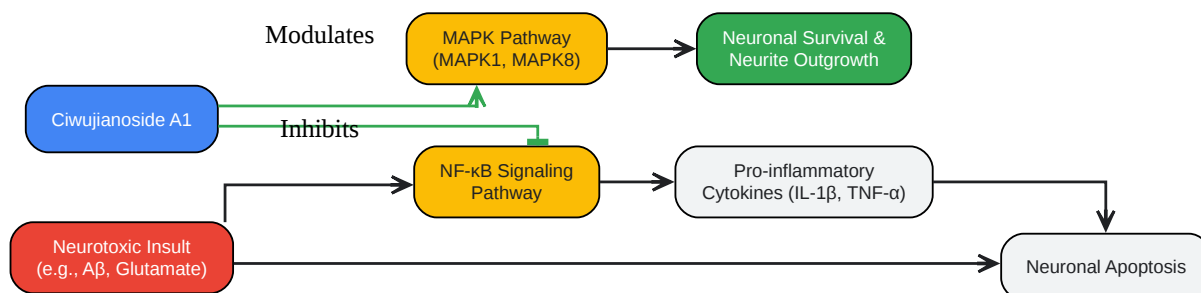 Modulates
MAPK Pathway
(MAPK1, MAPK8)
Neuronal Survival &
Neurite Outgrowth
Ciwujianoside A1
Inhibits
NF-κB Signaling
Pathway
Pro-inflammatory
Cytokines (IL-1β, TNF-α)
Neurotoxic Insult
(e.g., Aβ, Glutamate)
Neuronal Apoptosis